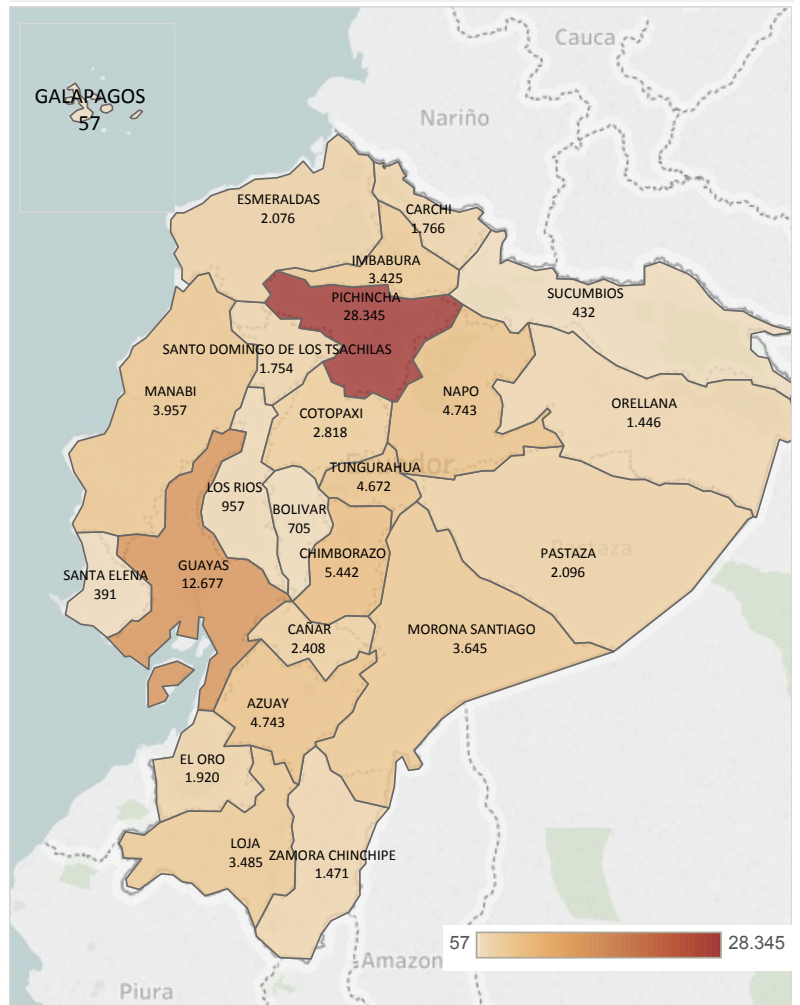 Cauca
GALAPAGOS
57
Nariño
ESMERALDAS
2.076
CARCHI
1.766
IMBABURA
3.425
PICHINCHA
28.345
SUCUMBIOS
432
SANTO DOMINGO DE LOS TSACHILAS
1.754
MANABI
3.957
NAPO
4.743
ORELLANA
1.446
COTOPAXI
2.818
Ecuador
TUNGURAHUA
4.672
LOS RIOS
957
BOLIVAR
705
CHIMBORAZO
5.442
Pastaza
PASTAZA
2.096
SANTA ELENA
391
GUAYAS
12.677
CAÑAR
2.408
MORONA SANTIAGO
3.645
AZUAY
4.743
EL ORO
1.920
LOJA
3.485
ZAMORA CHINCHIPE
1.471
57
28.345
Amazon
Piura